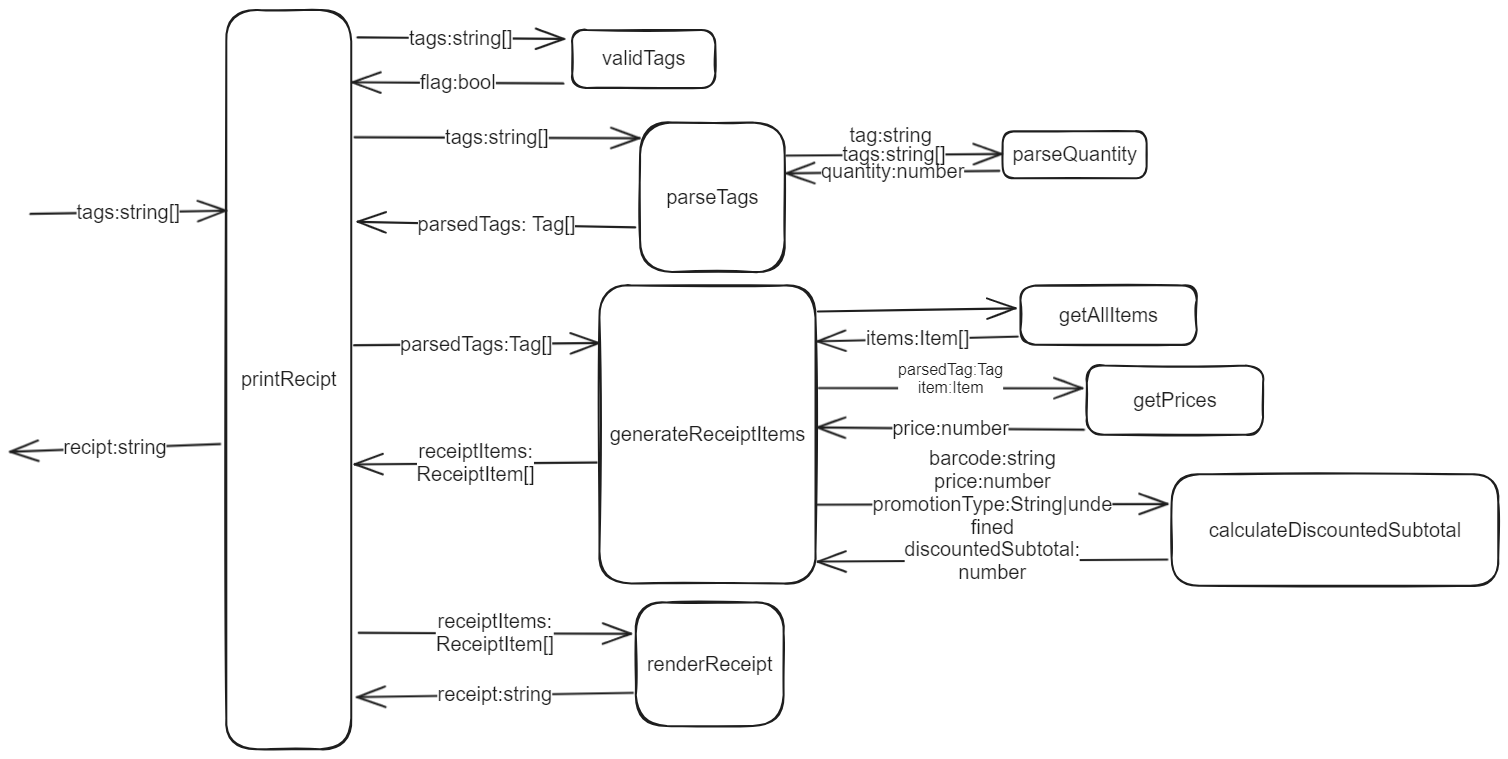 tags:string[]
validTags
flag:bool
tags:string[]
tag:string
tags:string[]
parseQuantity
quantity:number
parseTags
tags:string[]
parsedTags: Tag[]
getAllItems
items:Item[]
parsedTags:Tag[]
parsedTag:Tag
item:Item
printRecipt
getPrices
price:number
generateReceiptItems
recipt:string
receiptItems:
ReceiptItem[]
barcode:string
price:number
promotionType:String|unde
fined
calculateDiscountedSubtotal
discountedSubtotal:
number
receiptItems:
ReceiptItem[]
renderReceipt
receipt:string